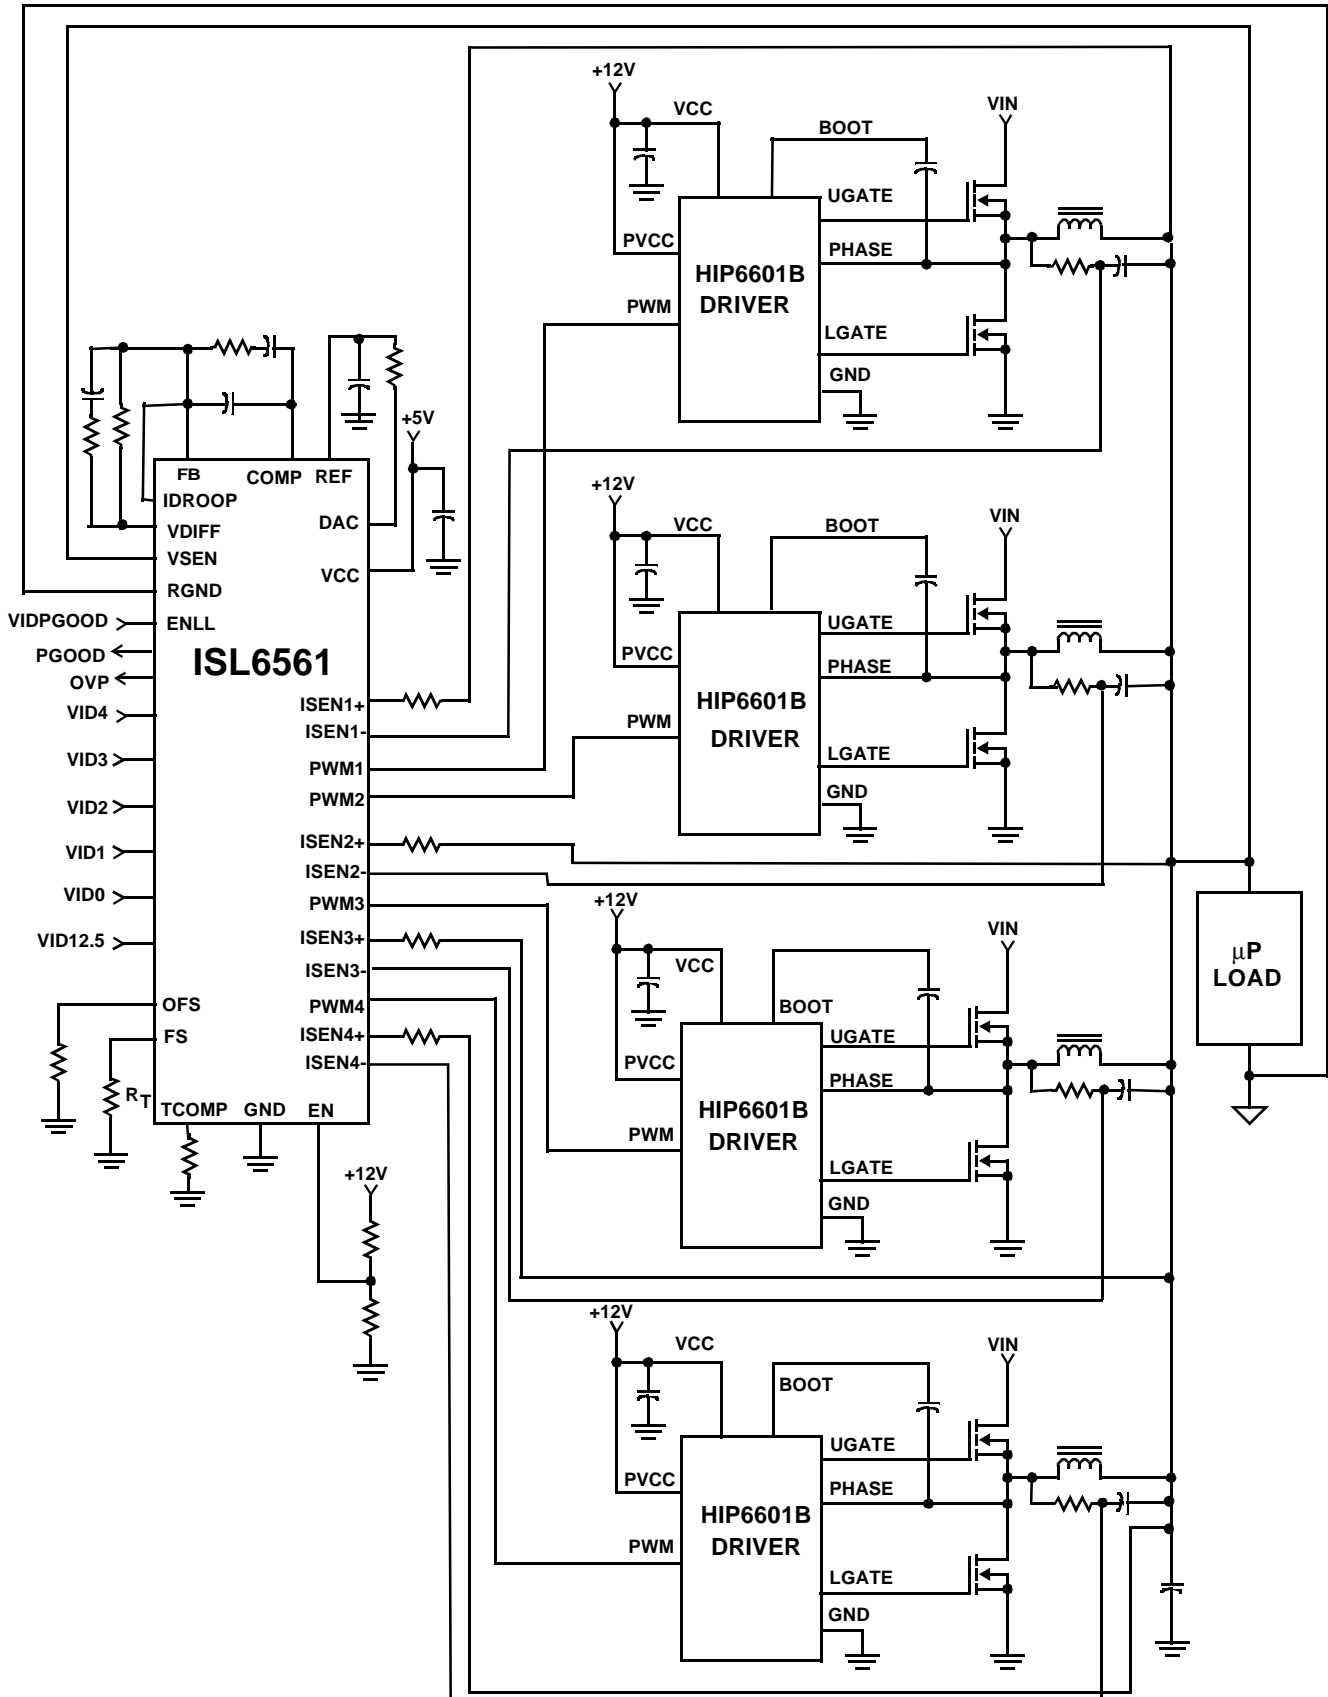 +12V
VCC
BOOT
VIN
UGATE
PVCC
PHASE
HIP6601B
DRIVER
PWM
LGATE
GND
+5V
FB
COMP
REF
IDROOP
VDIFF
DAC
VSEN
VCC
RGND
VIDPGOOD
ENLL
PGOOD
OVP
ISL6561
VID4
VID3
VID2
VID1
VID0
VID12.5
ISEN1+
ISEN1-
PWM1
PWM2
ISEN2+
ISEN2-
PWM3
ISEN3+
ISEN3-
PWM4
ISEN4+
ISEN4-
OFS
FS
RT
TCOMP
GND
EN
+12V
+12V
VCC
BOOT
VIN
UGATE
PVCC
PHASE
HIP6601B
DRIVER
PWM
LGATE
GND
+12V
VCC
BOOT
VIN
UGATE
PVCC
PHASE
HIP6601B
DRIVER
PWM
LGATE
GND
µP
LOAD
+12V
VCC
BOOT
VIN
UGATE
PVCC
PHASE
HIP6601B
DRIVER
PWM
LGATE
GND